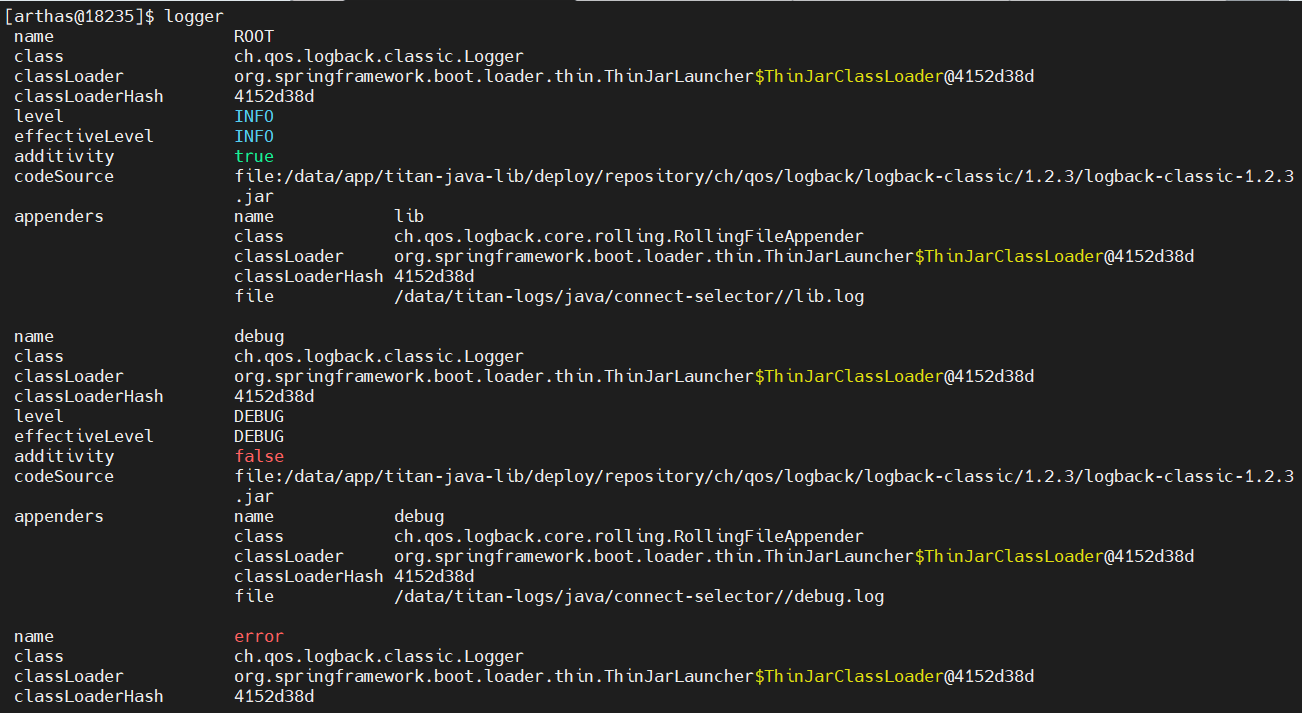 [arthas@18235]$ logger
name ROOT
class ch.qos.logback.classic.Logger
classLoader org.springframework.boot.loader.thin.ThinJarLauncher$ThinJarClassLoader@4152d38d
classLoaderHash 4152d38d
level INFO
effectiveLevel INFO
additivity true
codeSource file:/data/app/titan-java-lib/deploy/repository/ch/qos/logback/logback-classic/1.2.3/logback-classic-1.2.3
.jar
appenders name lib
class ch.qos.logback.core.rolling.RollingFileAppender
classLoader org.springframework.boot.loader.thin.ThinJarLauncher$ThinJarClassLoader@4152d38d
classLoaderHash 4152d38d
file /data/titan-logs/java/connect-selector//lib.log
name debug
class ch.qos.logback.classic.Logger
classLoader org.springframework.boot.loader.thin.ThinJarLauncher$ThinJarClassLoader@4152d38d
classLoaderHash 4152d38d
level DEBUG
effectiveLevel DEBUG
additivity false
codeSource file:/data/app/titan-java-lib/deploy/repository/ch/qos/logback/logback-classic/1.2.3/logback-classic-1.2.3
.jar
appenders name debug
class ch.qos.logback.core.rolling.RollingFileAppender
classLoader org.springframework.boot.loader.thin.ThinJarLauncher$ThinJarClassLoader@4152d38d
classLoaderHash 4152d38d
file /data/titan-logs/java/connect-selector//debug.log
name error
class ch.qos.logback.classic.Logger
classLoader org.springframework.boot.loader.thin.ThinJarLauncher$ThinJarClassLoader@4152d38d
classLoaderHash 4152d38d